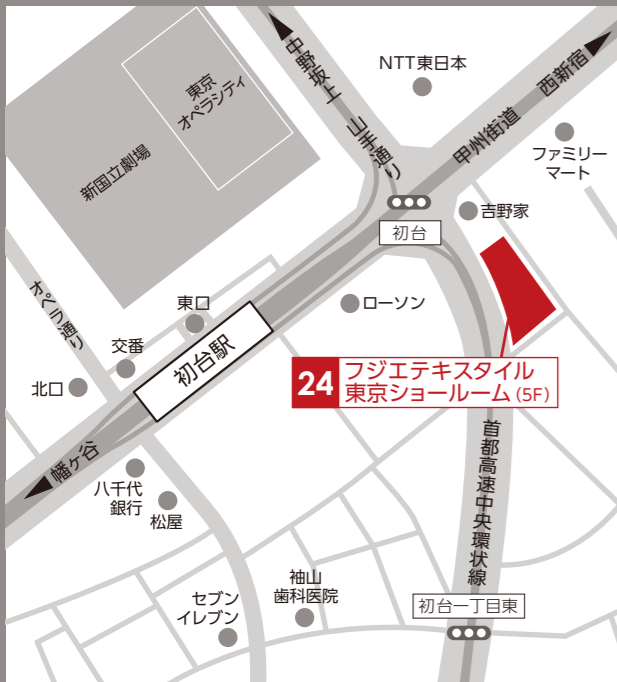 中野坂上
山手通り
NTT東日本
甲州街道
西新宿
東京
オペラシティ
新国立劇場
ファミリー
マート
吉野家
初台
オペラ通り
東口
ローソン
交番
初台駅
北口
24
フジエテキスタイル
東京ショールーム (5F)
幡ヶ谷
八千代
銀行
松屋
首都高速中央環状線
袖山
歯科医院
セブン
イレブン
初台一丁目東